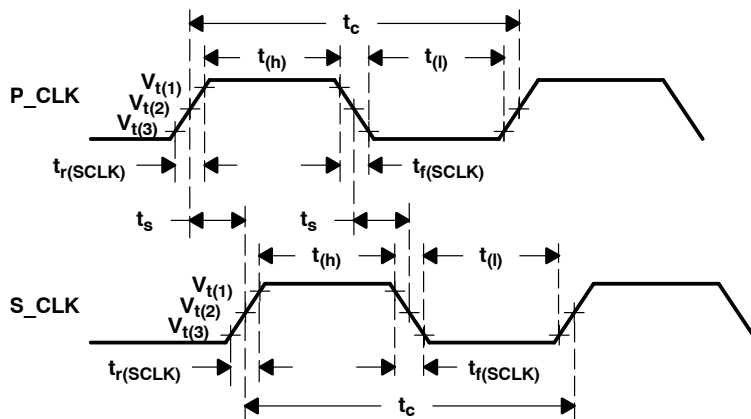 t_c
t_(h) t_(l)
V_t(1)
P_CLK V_t(2)
V_t(3)
t_r(SCLK) t_f(SCLK)
t_s t_s
t_(h) t_(l)
V_t(1)
S_CLK V_t(2)
V_t(3)
t_r(SCLK) t_f(SCLK)
t_c